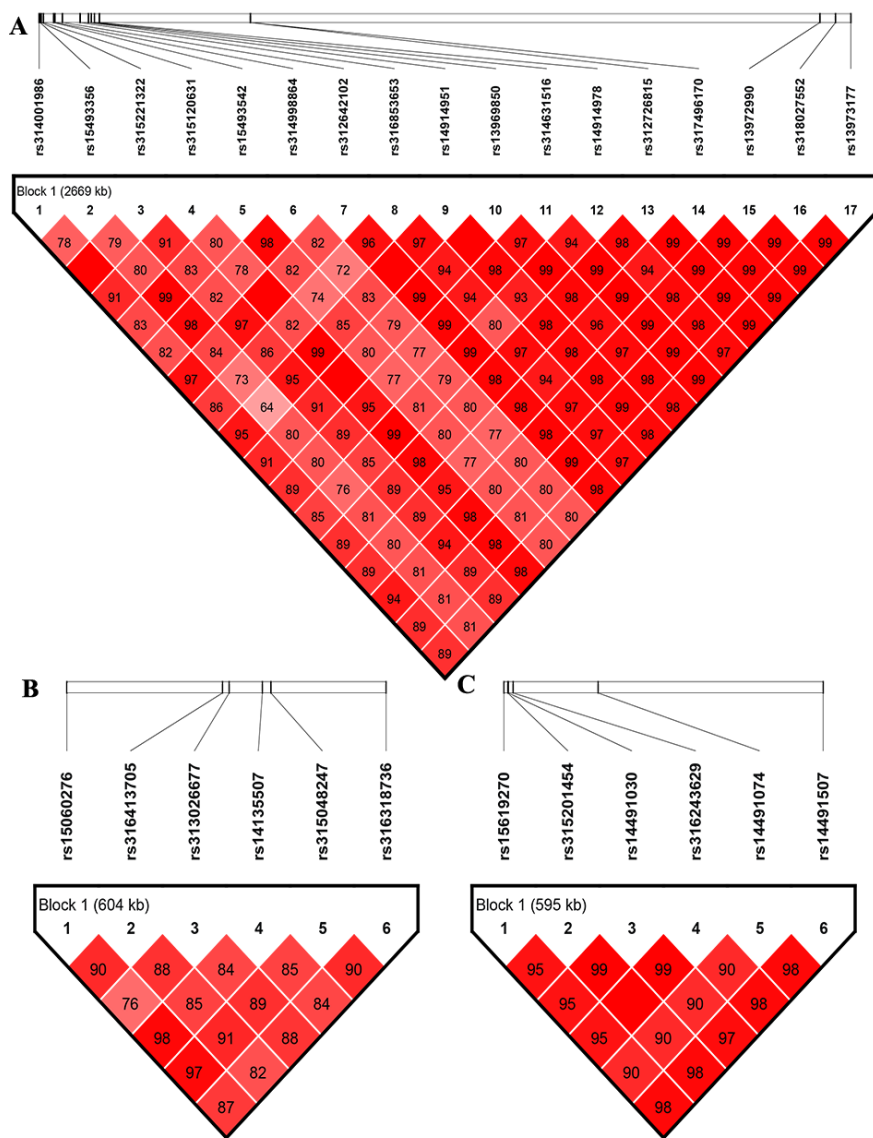 A
rs314001986
rs15493356
rs315221322
rs315120631
rs15493542
rs314998864
rs312642102
rs316853653
rs14914951
rs13969850
rs314631516
rs14914978
rs312726815
rs317496170
rs13972990
rs318027552
rs13973177
Block 1 (2669 kb)
1 2 3 4 5 6 7 8 9 10 11 12 13 14 15 16 17
78 79 91 80 98 82 96 97 97 94 98 99 99 99 99
80 83 78 82 72 94 98 99 99 94 99 99 99
91 99 82 74 83 99 94 93 98 99 98 99 99
83 98 97 82 85 79 99 80 98 96 99 98 99
82 84 86 99 80 77 99 97 98 97 99 97
97 73 95 77 79 98 94 98 98 99
86 64 91 95 81 80 98 97 99 98
95 80 89 99 80 77 98 97 98
91 80 85 98 77 80 99 97
89 76 89 95 80 80 98
85 81 89 98 81 80
89 80 94 98 80
89 81 89 98
94 81 89
89 81
89
B
rs15060276
rs316413705
rs313026677
rs14135507
rs315048247
rs316318736
Block 1 (604 kb)
1 2 3 4 5 6
90 88 84 85 90
76 85 89 84
98 91 88
97 82
87
C
rs15619270
rs315201454
rs14491030
rs316243629
rs14491074
rs14491507
Block 1 (595 kb)
1 2 3 4 5 6
95 99 99 90 98
95 90 98
95 90 97
90 98
98